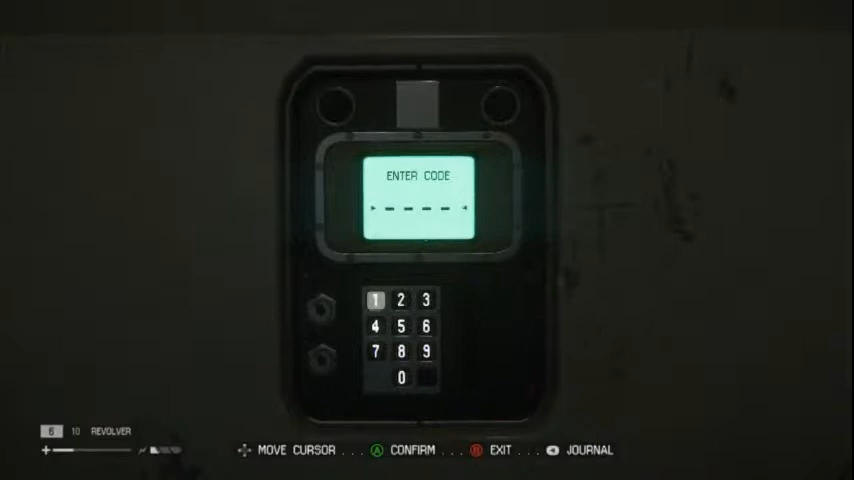 ENTER CODE
1 2 3
4 5 6
7 8 9
0
6 10 REVOLVER
MOVE CURSOR . . . A CONFIRM . . . B EXIT . . . JOURNAL